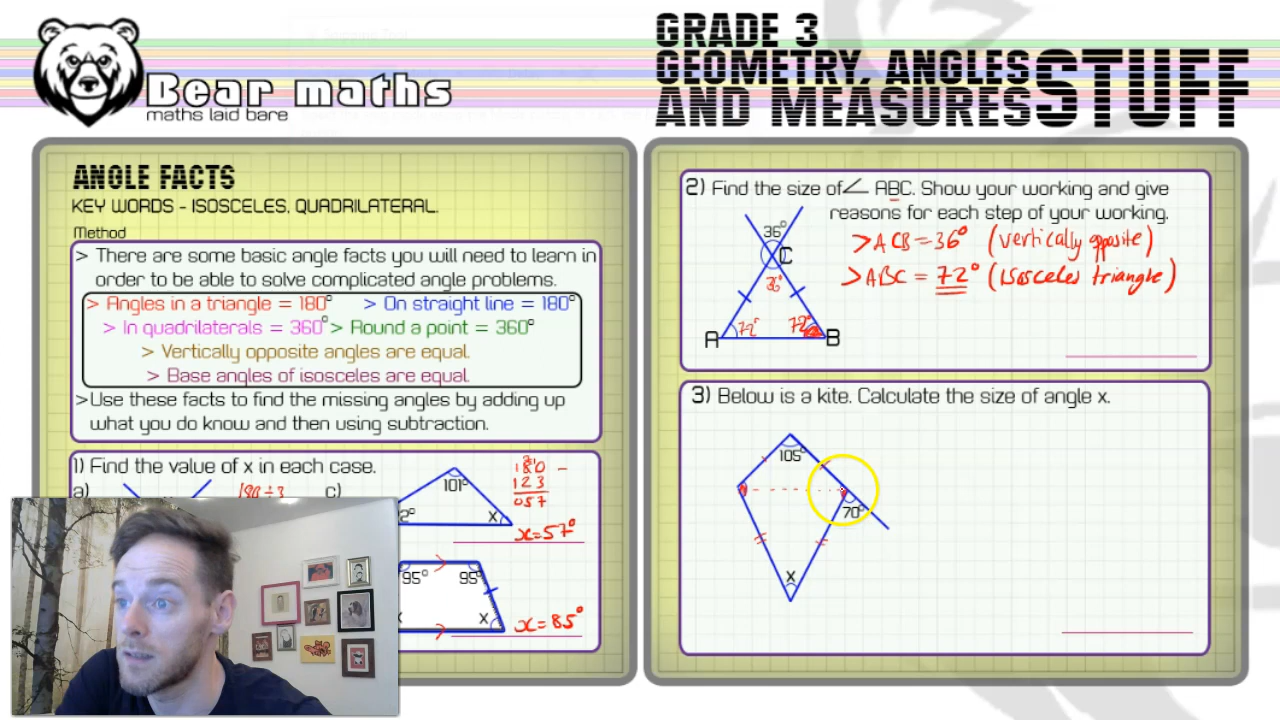 Bear maths
maths laid bare
GRADE 3
GEOMETRY, ANGLES
AND MEASURES
STUFF
ANGLE FACTS
KEY WORDS - ISOSCELES, QUADRILATERAL.
Method
> There are some basic angle facts you will need to learn in
order to be able to solve complicated angle problems.
> Angles in a triangle = 180° > On straight line = 180°
> In quadrilaterals = 360° > Round a point = 360°
> Vertically opposite angles are equal.
> Base angles of isosceles are equal.
>Use these facts to find the missing angles by adding up
what you do know and then using subtraction.
1) Find the value of x in each case.
a) 180÷3 c)
101°
2°
x
180 -
123
057
x=57°
95° 95°
x x
x=85°
2) Find the size of ∠ ABC. Show your working and give
reasons for each step of your working.
36°
C
36°
72° 72°
A B
> ACB = 36° (vertically opposite)
> ABC = 72° (isosceles triangle)
3) Below is a kite. Calculate the size of angle x.
105°
70°
x